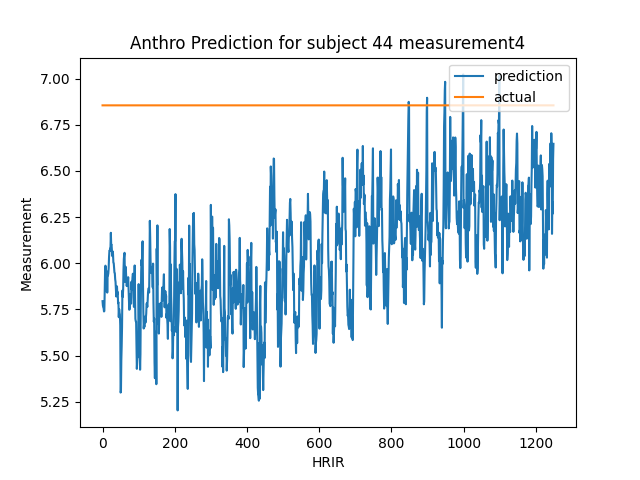 Anthro Prediction for subject 44 measurement4
prediction
actual
7.00
6.75
6.50
6.25
6.00
5.75
5.50
5.25
Measurement
0 200 400 600 800 1000 1200
HRIR